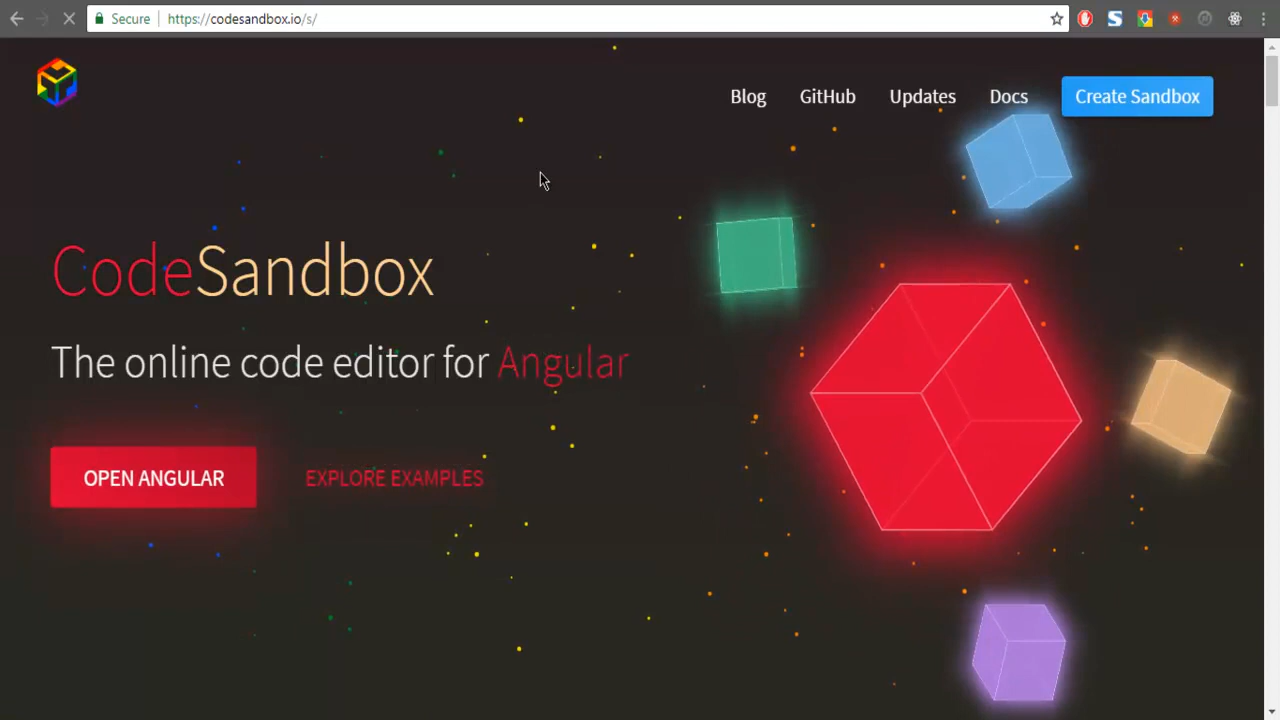 Secure
https://codesandbox.io/s/
Blog
GitHub
Updates
Docs
Create Sandbox
CodeSandbox
The online code editor for Angular
OPEN ANGULAR
EXPLORE EXAMPLES